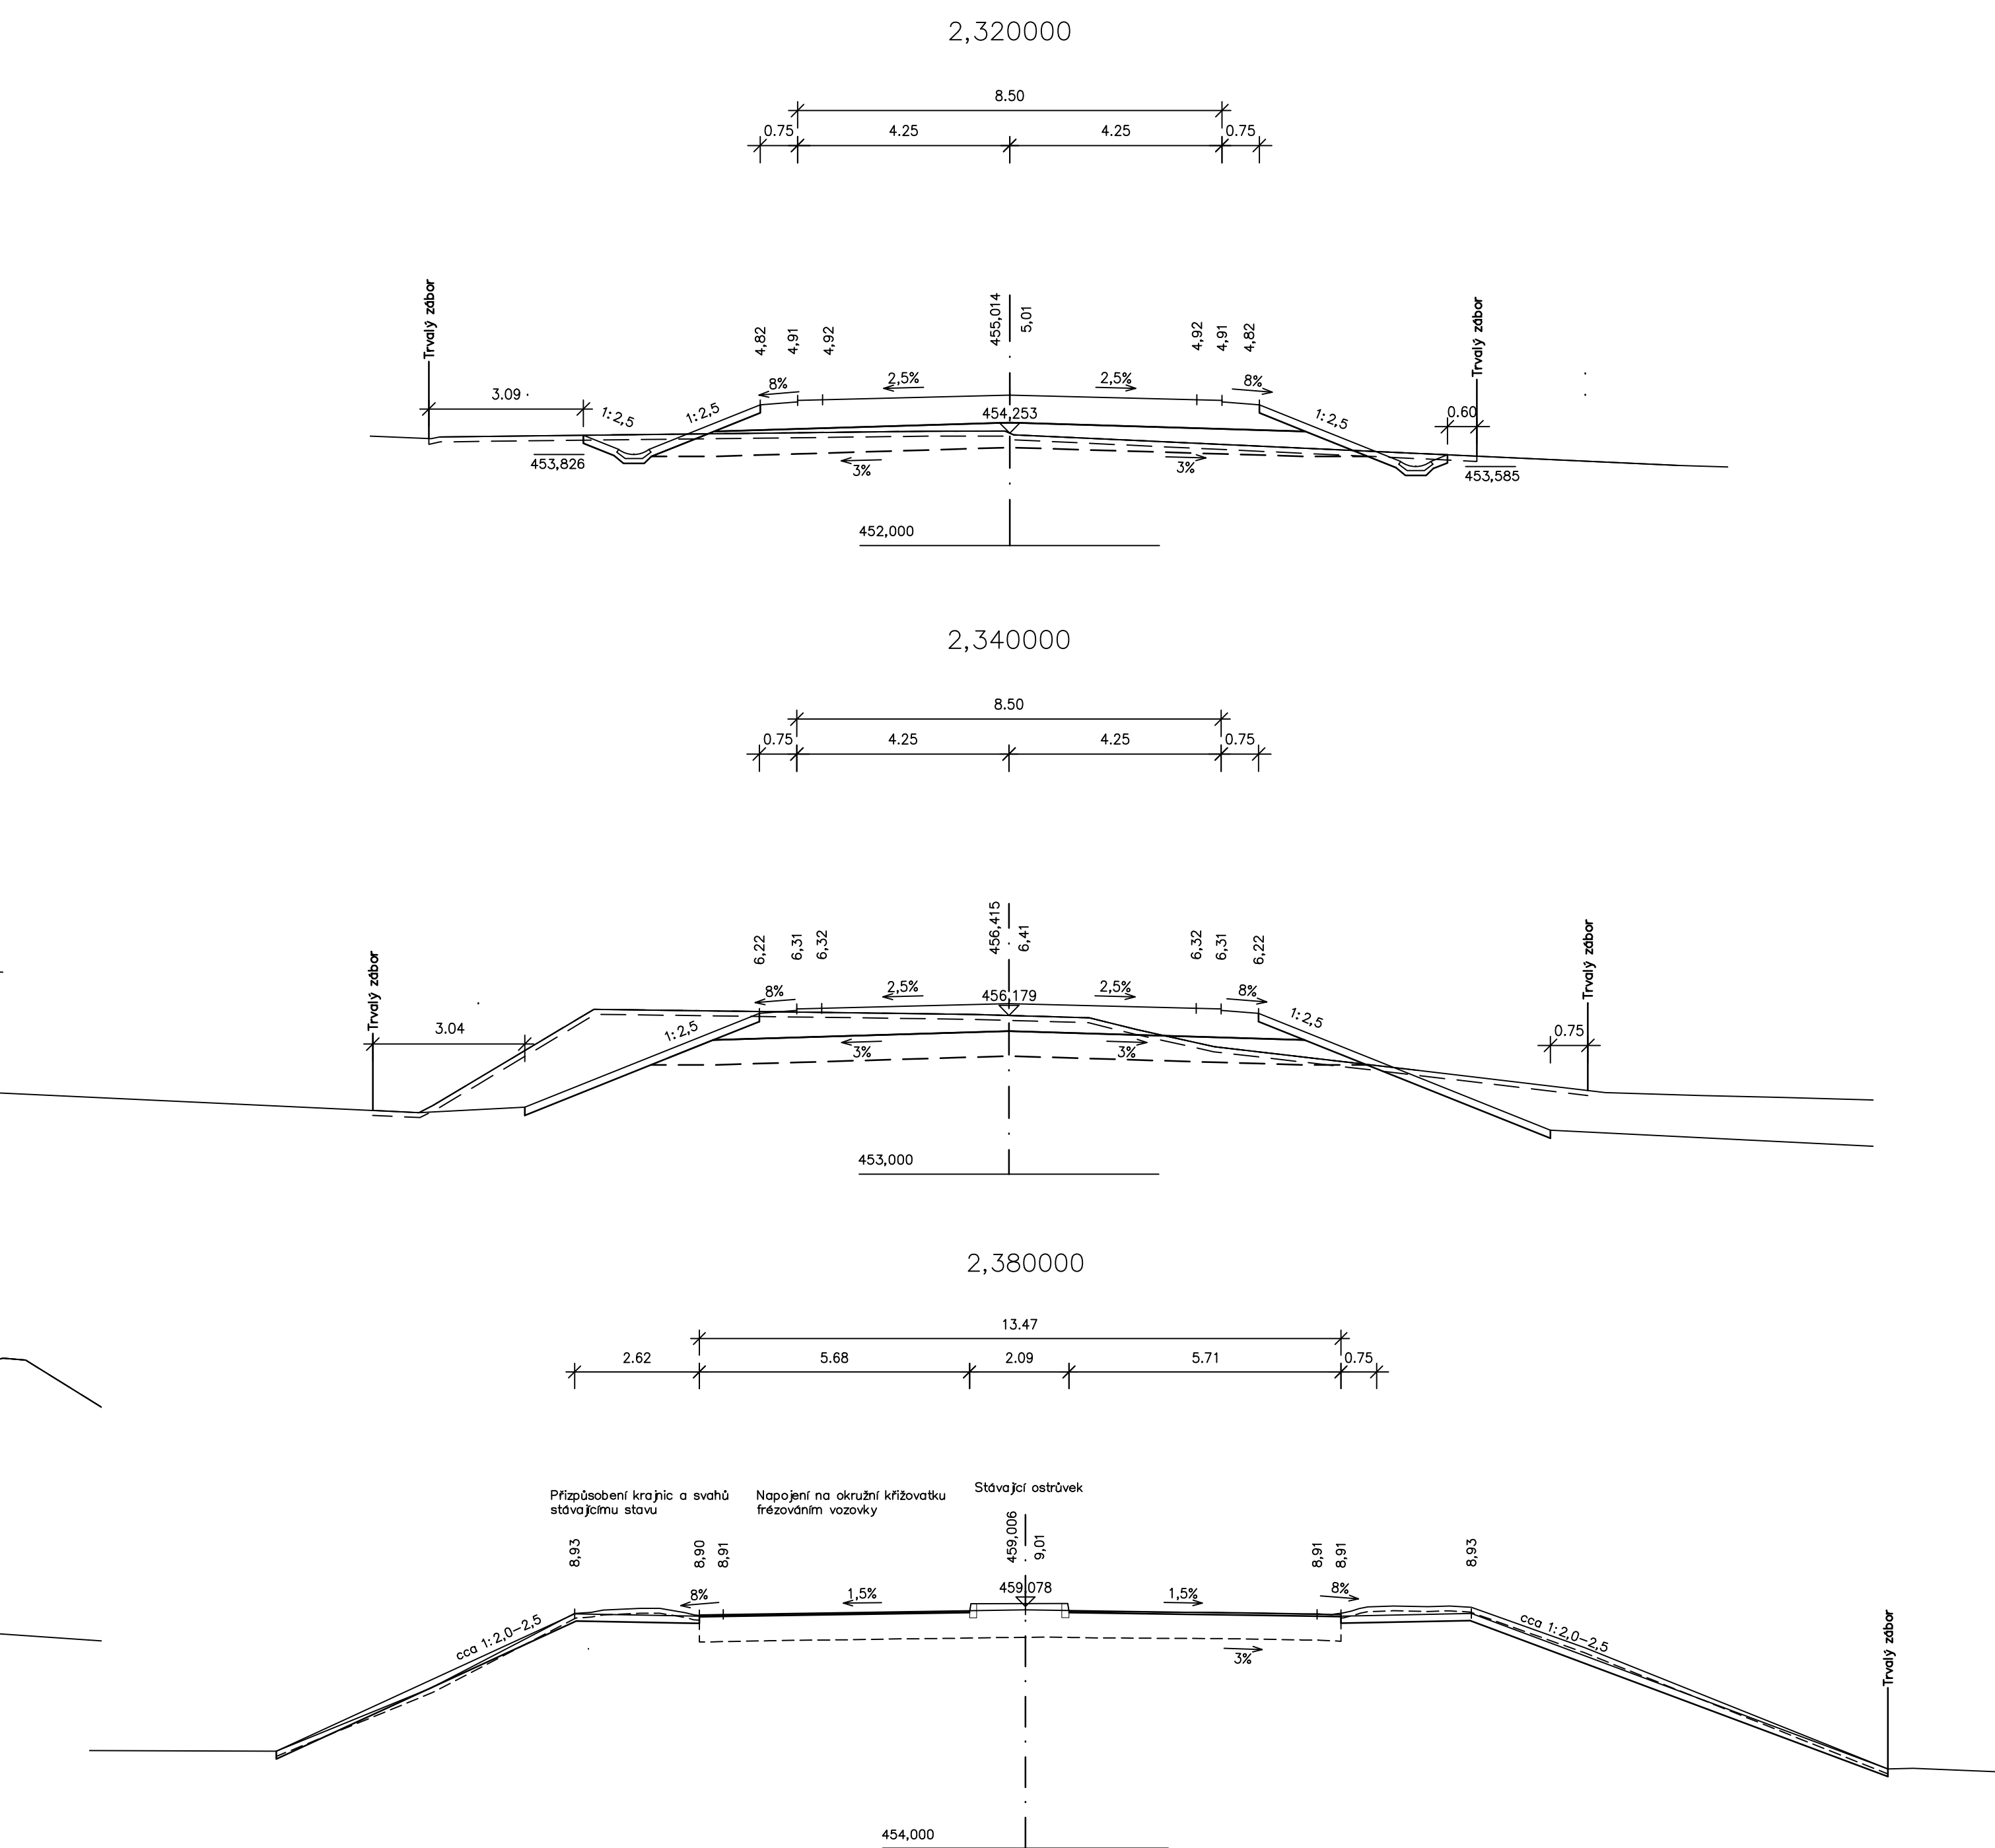 2,320000
8.50
0.75 4.25 4.25 0.75
Trvalý zábor
Trvalý zábor
455,014
5,01
4,82 4,91 4,92 4,92 4,91 4,82
8% 2,5% 2,5% 8%
3.09 1:2,5 1:2,5 454,253 1:2,5 0.60
453,826 3% 3% 453,585
452,000
2,340000
8.50
0.75 4.25 4.25 0.75
456,415
6,41
6,22 6,31 6,32 6,32 6,31 6,22
Trvalý zábor
Trvalý zábor
8% 2,5% 456,179 2,5% 8%
3.04 1:2,5 1:2,5 0.75
3% 3%
453,000
2,380000
13.47
2.62 5.68 2.09 5.71 0.75
Přizpůsobení krajnic a svahů
stávajícímu stavu
Napojení na okružní křižovatku
frézováním vozovky
Stávající ostrůvek
459,006
9,01
8,93 8,90 8,91 8,91 8,91 8,93
8% 1,5% 459,078 1,5% 8%
cca 1:2,0-2,5 cca 1:2,0-2,5
3%
Trvalý zábor
454,000